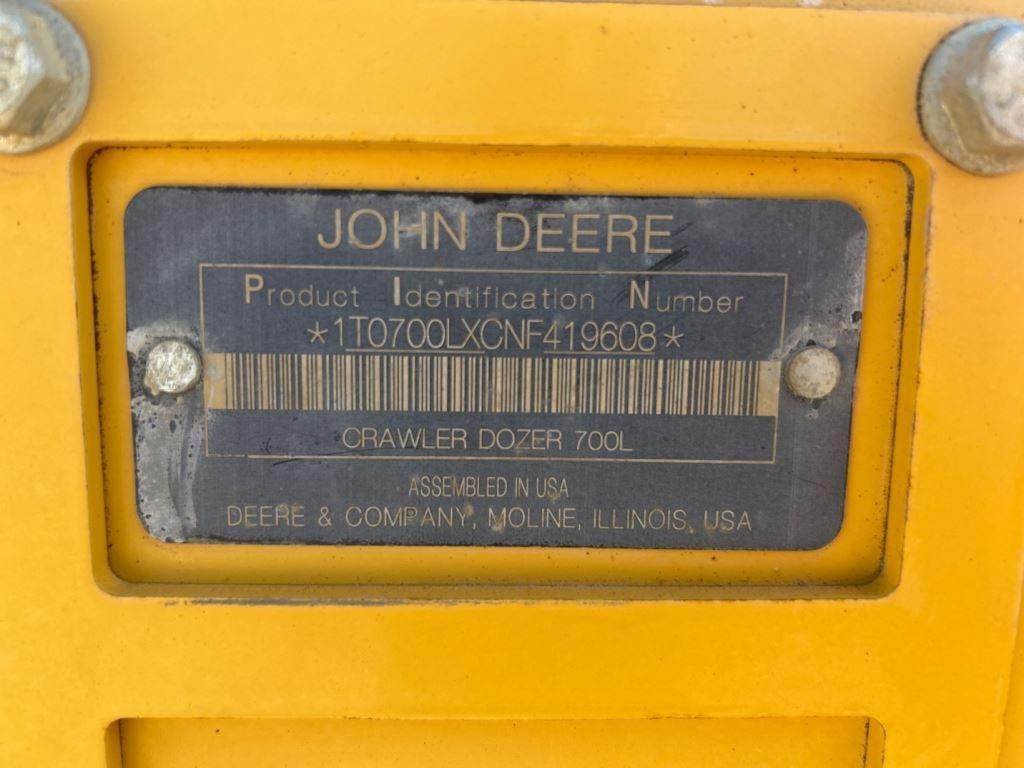 JOHN DEERE
Product Identification Number
*1T0700LXCNF419608*
CRAWLER DOZER 700L
ASSEMBLED IN USA
DEERE & COMPANY, MOLINE, ILLINOIS, USA